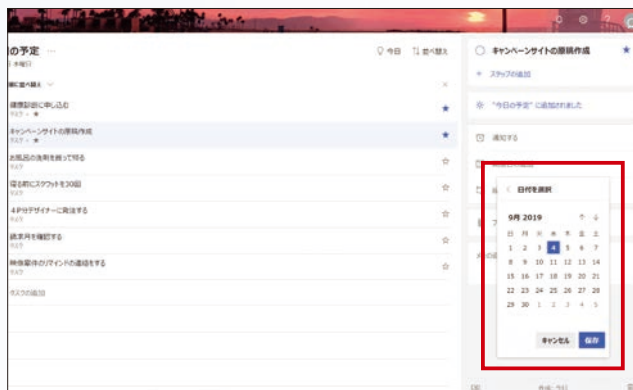 の予定 …
日 水曜日
今日
並べ替え
順に並べ替え
健康診断に申し込む
タスク・★
キャンペーンサイトの原稿作成
タスク・★
お風呂の洗剤を買って帰る
タスク
寝る前にスクワットを30回
タスク
4P分デザイナーに発注する
タスク
請求月を確認する
タスク
映像案件のリマインドの連絡をする
タスク
タスクの追加
キャンペーンサイトの原稿作成
+ ステップの追加
"今日の予定" に追加されました
通知する
日付を選択
9月 2019 ↑ ↓
日 月 火 水 木 金 土
1 2 3 4 5 6 7
8 9 10 11 12 13 14
15 16 17 18 19 20 21
22 23 24 25 26 27 28
29 30 1 2 3 4 5
キャンセル 保存